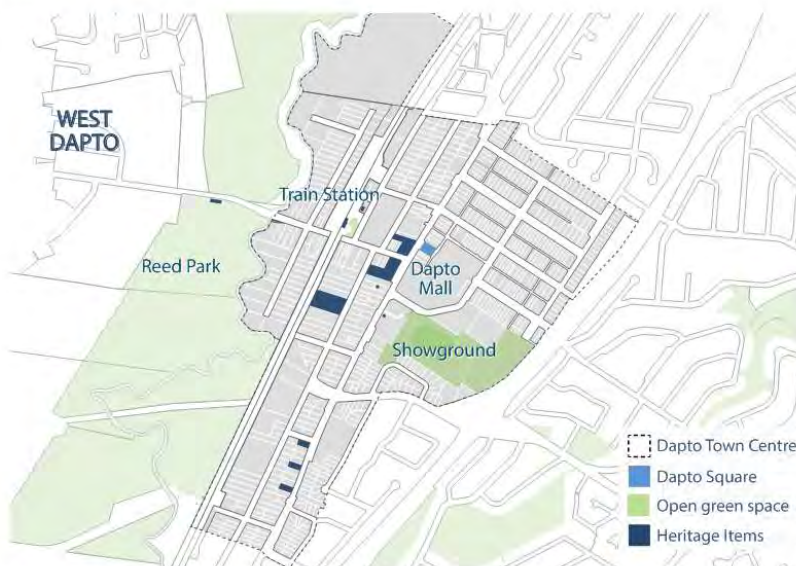 WEST
DAPTO
Train Station
Reed Park
Dapto
Mall
Showground
Dapto Town Centre
Dapto Square
Open green space
Heritage Items